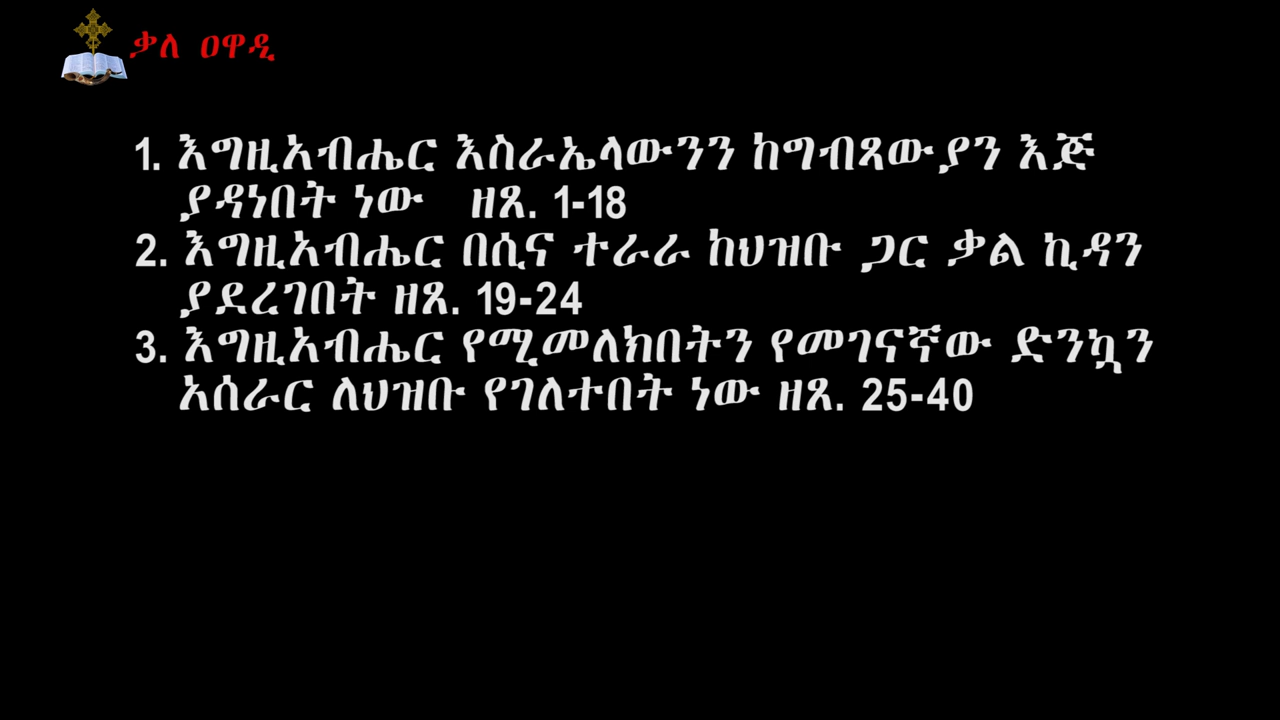 ቃለ ዐዋዲ
1. እግዚአብሔር እስራኤላውንን ከግብጻውያን እጅ
ያዳነበት ነው ዘጸ. 1-18
2. እግዚአብሔር በሲና ተራራ ከህዝቡ ጋር ቃል ኪዳን
ያደረገበት ዘጸ. 19-24
3. እግዚአብሔር የሚመለክበትን የመገናኛው ድንኳን
አሰራር ለህዝቡ የገለተበት ነው ዘጸ. 25-40